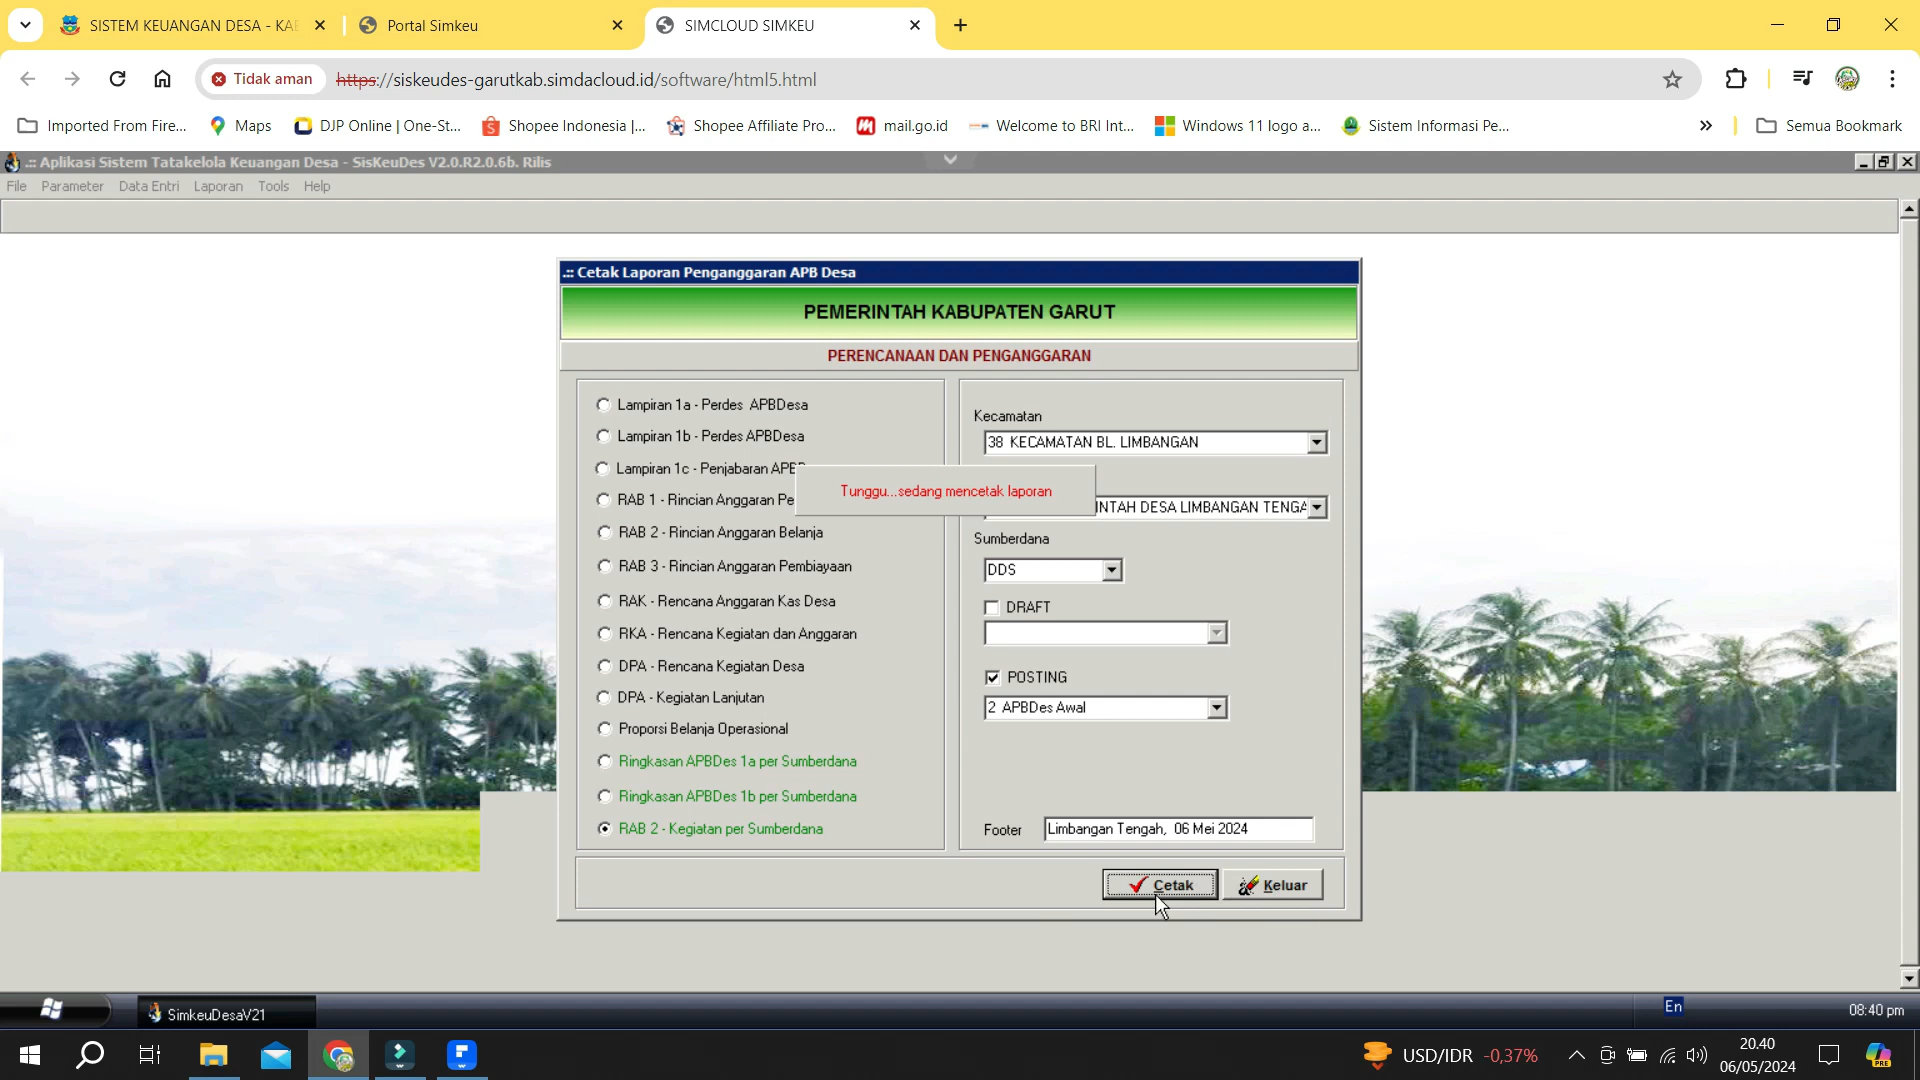 SISTEM KEUANGAN DESA - KAB
Portal Simkeu
SIMCLOUD SIMKEU
Tidak aman
https://siskeudes-garutkab.simdacloud.id/software/html5.html
Imported From Fire...
Maps
DJP Online | One-St...
Shopee Indonesia |...
Shopee Affiliate Pro...
mail.go.id
Welcome to BRI Int...
Windows 11 logo a...
Sistem Informasi Pe...
Semua Bookmark
.:: Aplikasi Sistem Tatakelola Keuangan Desa - SisKeuDes V2.0.R2.0.6b. Rilis
File Parameter Data Entri Laporan Tools Help
.:: Cetak Laporan Penganggaran APB Desa
PEMERINTAH KABUPATEN GARUT
PERENCANAAN DAN PENGANGGARAN
Lampiran 1a - Perdes APBDesa
Lampiran 1b - Perdes APBDesa
Lampiran 1c - Penjabaran APBD
RAB 1 - Rincian Anggaran Pe
RAB 2 - Rincian Anggaran Belanja
RAB 3 - Rincian Anggaran Pembiayaan
RAK - Rencana Anggaran Kas Desa
RKA - Rencana Kegiatan dan Anggaran
DPA - Rencana Kegiatan Desa
DPA - Kegiatan Lanjutan
Proporsi Belanja Operasional
Ringkasan APBDes 1a per Sumberdana
Ringkasan APBDes 1b per Sumberdana
RAB 2 - Kegiatan per Sumberdana
Tunggu...sedang mencetak laporan
Kecamatan
38 KECAMATAN BL. LIMBANGAN
INTAH DESA LIMBANGAN TENGA
Sumberdana
DDS
DRAFT
POSTING
2 APBDes Awal
Footer
Limbangan Tengah, 06 Mei 2024
Cetak
Keluar
SimkeuDesaV21
En
08:40 pm
USD/IDR -0,37%
20.40
06/05/2024
PRE